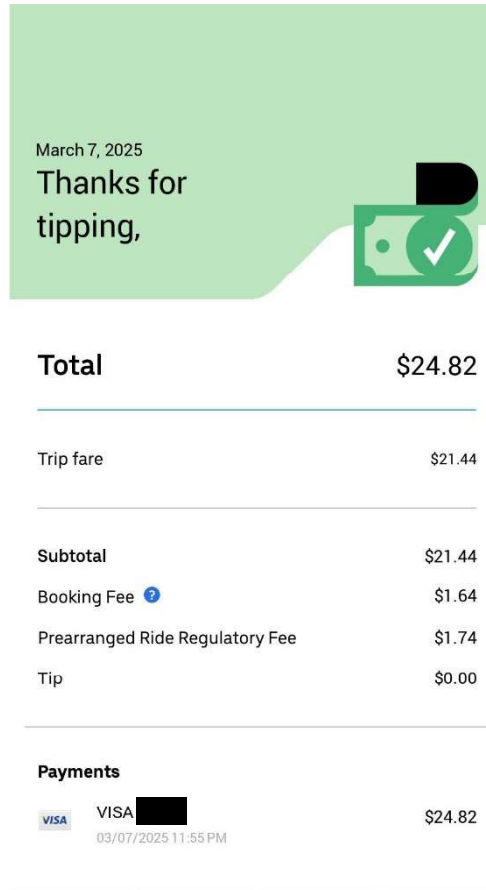 March 7, 2025
Thanks for
tipping,
Total $24.82
Trip fare $21.44
Subtotal $21.44
Booking Fee ? $1.64
Prearranged Ride Regulatory Fee $1.74
Tip $0.00
Payments
VISA VISA $24.82
03/07/2025 11:55 PM